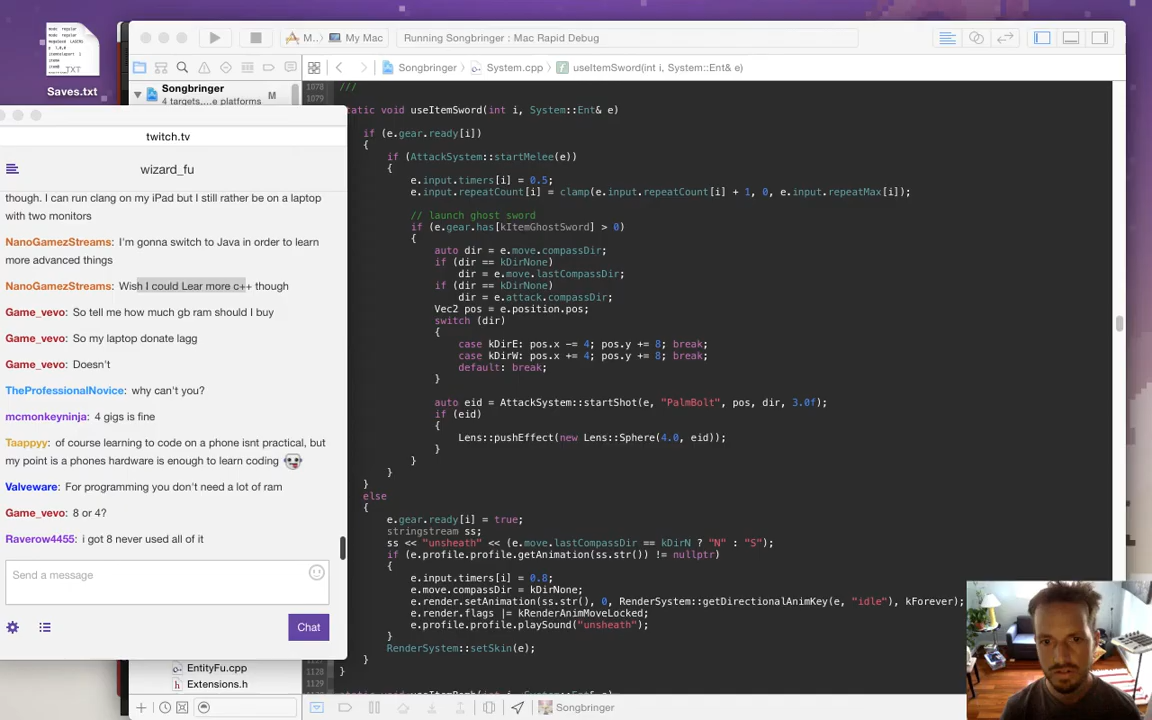 M..
My Mac
Running Songbringer : Mac Rapid Debug
TXT
Saves.txt
Songbringer
4 targets,...e platforms
M
Songbringer
System.cpp
useItemSword(int i, System::Ent& e)
twitch.tv
wizard_fu
though. I can run clang on my iPad but I still rather be on a laptop
with two monitors
NanoGamezStreams: I'm gonna switch to Java in order to learn
more advanced things
NanoGamezStreams: Wish I could Lear more c++ though
Game_vevo: So tell me how much gb ram should I buy
Game_vevo: So my laptop donate lagg
Game_vevo: Doesn't
TheProfessionalNovice: why can't you?
mcmonkeyninja: 4 gigs is fine
Taappyy: of course learning to code on a phone isnt practical, but
my point is a phones hardware is enough to learn coding
Valveware: For programming you don't need a lot of ram
Game_vevo: 8 or 4?
Raverow4455: i got 8 never used all of it
Send a message
Chat
EntityFu.cpp
Extensions.h
1078
///
1079
tatic void useItemSword(int i, System::Ent& e)
if (e.gear.ready[i])
{
if (AttackSystem::startMelee(e))
{
e.input.timers[i] = 0.5;
e.input.repeatCount[i] = clamp(e.input.repeatCount[i] + 1, 0, e.input.repeatMax[i]);
// launch ghost sword
if (e.gear.has[kItemGhostSword] > 0)
{
auto dir = e.move.compassDir;
if (dir == kDirNone)
dir = e.move.lastCompassDir;
if (dir == kDirNone)
dir = e.attack.compassDir;
Vec2 pos = e.position.pos;
switch (dir)
{
case kDirE: pos.x -= 4; pos.y += 8; break;
case kDirW: pos.x += 4; pos.y += 8; break;
default: break;
}
auto eid = AttackSystem::startShot(e, "PalmBolt", pos, dir, 3.0f);
if (eid)
{
Lens::pushEffect(new Lens::Sphere(4.0, eid));
}
}
}
}
else
{
e.gear.ready[i] = true;
stringstream ss;
ss << "unsheath" << (e.move.lastCompassDir == kDirN ? "N" : "S");
if (e.profile.profile.getAnimation(ss.str()) != nullptr)
{
e.input.timers[i] = 0.8;
e.move.compassDir = kDirNone;
e.render.setAnimation(ss.str(), 0, RenderSystem::getDirectionalAnimKey(e, "idle"), kForever);
e.render.flags |= kRenderAnimMoveLocked;
e.profile.profile.playSound("unsheath");
}
RenderSystem::setSkin(e);
}
1128
}
1129
Songbringer